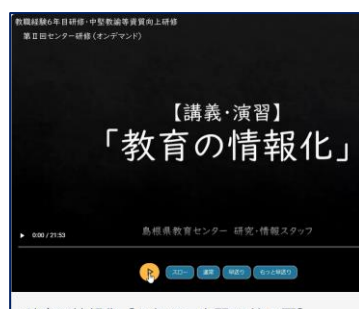 教職経験6年目研修・中堅教諭等資質向上研修
第Ⅱ回センター研修(オンデマンド)
【講義・演習】
「教育の情報化」
島根県教育センター 研究・情報スタッフ
0:00 / 21:53
スロー 通常 早送り もっと早送り